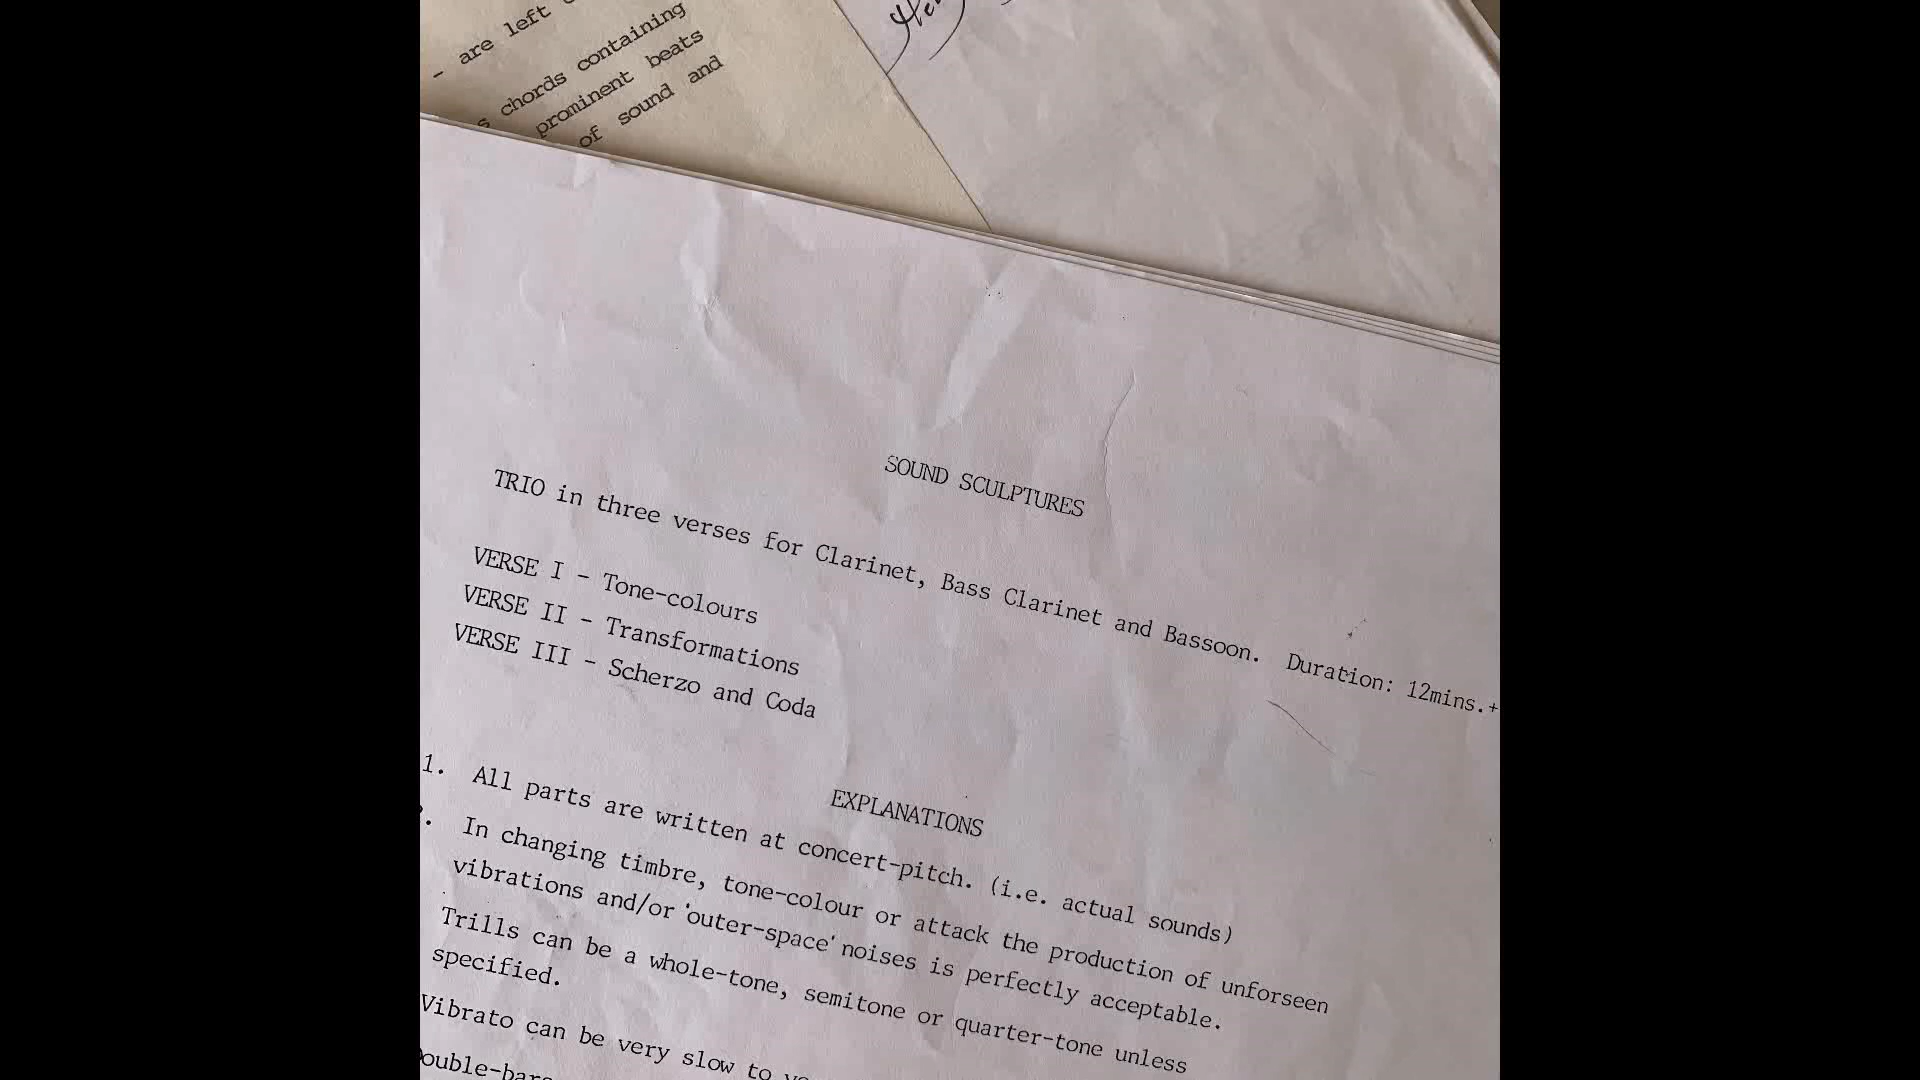 - are left
chords containing
prominent beats
of sound and
SOUND SCULPTURES
TRIO in three verses for Clarinet, Bass Clarinet and Bassoon. Duration: 12mins.+
VERSE I - Tone-colours
VERSE II - Transformations
VERSE III - Scherzo and Coda
EXPLANATIONS
1. All parts are written at concert-pitch. (i.e. actual sounds)
In changing timbre, tone-colour or attack the production of unforseen
vibrations and/or 'outer-space' noises is perfectly acceptable.
Trills can be a whole-tone, semitone or quarter-tone unless
specified.
Vibrato can be very slow to